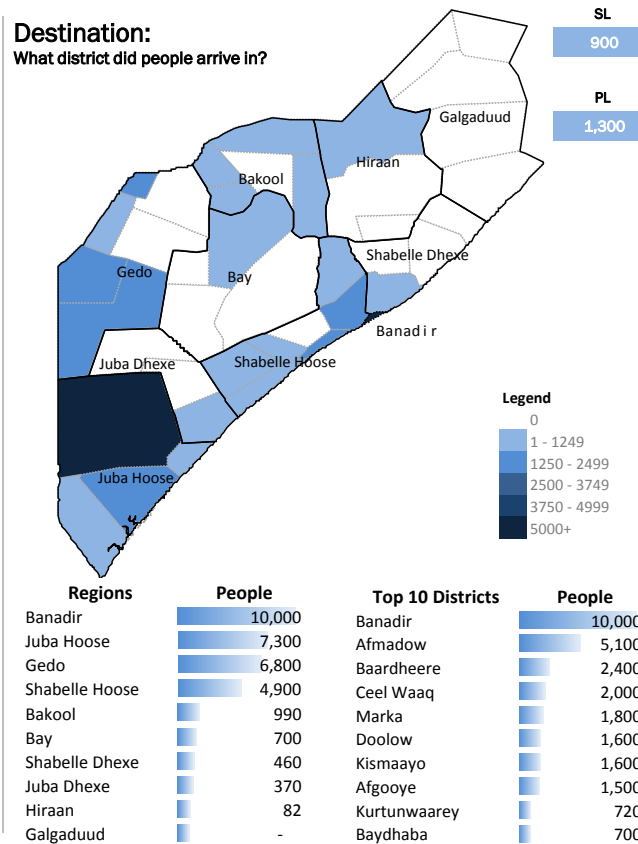 Destination:
What district did people arrive in?
SL
900
PL
1,300
Galgaduud
Hiraan
Bakool
Shabelle Dhexe
Gedo
Bay
Banadir
Juba Dhexe
Shabelle Hoose
Juba Hoose
Legend
0
1 - 1249
1250 - 2499
2500 - 3749
3750 - 4999
5000+
Regions People
Banadir 10,000
Juba Hoose 7,300
Gedo 6,800
Shabelle Hoose 4,900
Bakool 990
Bay 700
Shabelle Dhexe 460
Juba Dhexe 370
Hiraan 82
Galgaduud -
Top 10 Districts People
Banadir 10,000
Afmadow 5,100
Baardheere 2,400
Ceel Waaq 2,000
Marka 1,800
Doolow 1,600
Kismaayo 1,600
Afgooye 1,500
Kurtunwaarey 720
Baydhaba 700